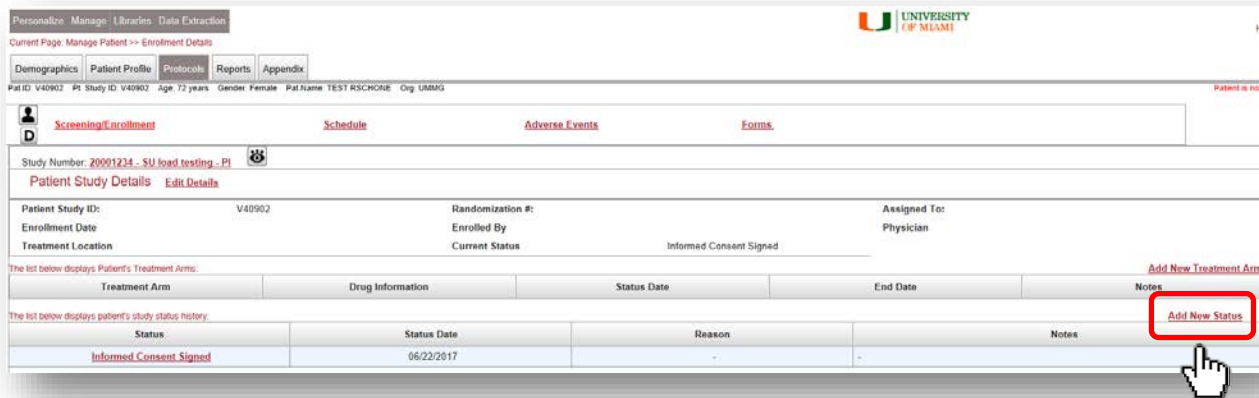 Personalize Manage Libraries Data Extraction
UNIVERSITY
OF MIAMI
Current Page: Manage Patient >> Enrollment Details
Demographics Patient Profile Protocols Reports Appendix
Pat.ID: V40902 Pt. Study ID: V40902 Age: 72 years Gender: Female Pat.Name: TEST RSCHONE Org: UMMG Patient is no
Screening/Enrollment Schedule Adverse Events Forms
D
Study Number: 20001234 - SU load testing - PI
Patient Study Details Edit Details
Patient Study ID: V40902 Randomization #: Assigned To:
Enrollment Date Enrolled By Physician
Treatment Location Current Status Informed Consent Signed
The list below displays Patient's Treatment Arms: Add New Treatment Arm
Treatment Arm Drug Information Status Date End Date Notes
The list below displays patient's study status history: Add New Status
Status Status Date Reason Notes
Informed Consent Signed 06/22/2017 - -